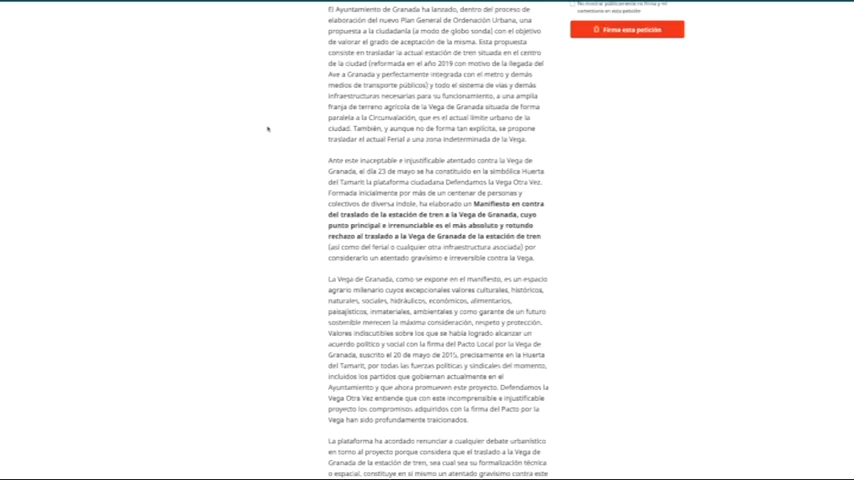 No mostrar públicamente mi firma y mi
comentario en esta petición
Firma esta petición
El Ayuntamiento de Granada ha lanzado, dentro del proceso de
elaboración del nuevo Plan General de Ordenación Urbana, una
propuesta a la ciudadanía (a modo de globo sonda) con el objetivo
de valorar el grado de aceptación de la misma. Esta propuesta
consiste en trasladar la actual estación de tren situada en el centro
de la ciudad (reformada en el año 2019 con motivo de la llegada del
Ave a Granada y perfectamente integrada con el metro y demás
medios de transporte públicos) y todo el sistema de vías y demás
infraestructuras necesarias para su funcionamiento, a una amplia
franja de terreno agrícola de la Vega de Granada situada de forma
paralela a la Circunvalación, que es el actual límite urbano de la
ciudad. También, y aunque no de forma tan explícita, se propone
trasladar el actual Ferial a una zona indeterminada de la Vega.
Ante este inaceptable e injustificable atentado contra la Vega de
Granada, el día 23 de mayo se ha constituido en la simbólica Huerta
del Tamarit la plataforma ciudadana Defendamos la Vega Otra Vez.
Formada inicialmente por más de un centenar de personas y
colectivos de diversa índole, ha elaborado un Manifiesto en contra
del traslado de la estación de tren a la Vega de Granada, cuyo
punto principal e irrenunciable es el más absoluto y rotundo
rechazo al traslado a la Vega de Granada de la estación de tren
(así como del ferial o cualquier otra infraestructura asociada) por
considerarlo un atentado gravísimo e irreversible contra la Vega.
La Vega de Granada, como se expone en el manifiesto, es un espacio
agrario milenario cuyos excepcionales valores culturales, históricos,
naturales, sociales, hidráulicos, económicos, alimentarios,
paisajísticos, inmateriales, ambientales y como garante de un futuro
sostenible merecen la máxima consideración, respeto y protección.
Valores indiscutibles sobre los que se había logrado alcanzar un
acuerdo político y social con la firma del Pacto Local por la Vega de
Granada, suscrito el 20 de mayo de 2015, precisamente en la Huerta
del Tamarit, por todas las fuerzas políticas y sindicales del momento,
incluidos los partidos que gobiernan actualmente en el
Ayuntamiento y que ahora promueven este proyecto. Defendamos la
Vega Otra Vez entiende que con este incomprensible e injustificable
proyecto los compromisos adquiridos con la firma del Pacto por la
Vega han sido profundamente traicionados.
La plataforma ha acordado renunciar a cualquier debate urbanístico
en torno al proyecto porque considera que el traslado a la Vega de
Granada de la estación de tren, sea cual sea su formalización técnica
o espacial, constituye en sí mismo un atentado gravísimo contra este